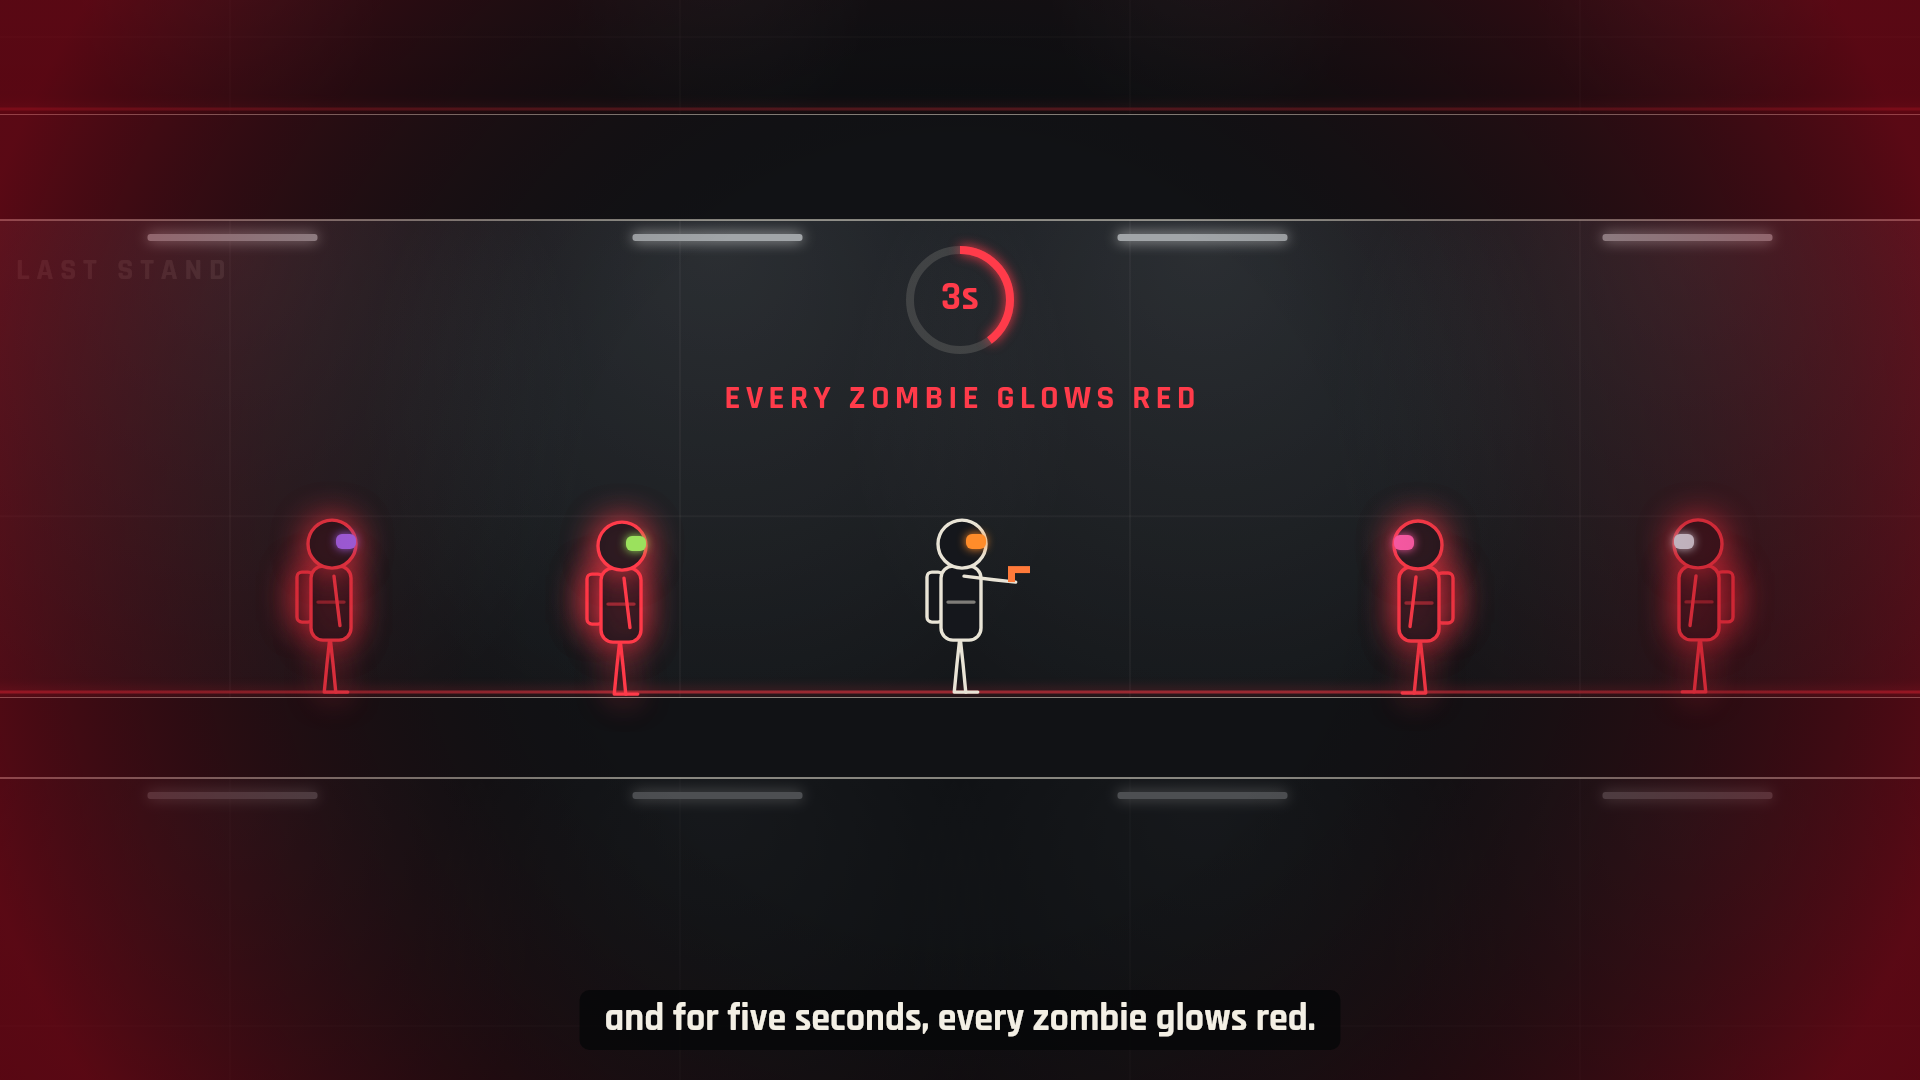 LAST STAND
3s
EVERY ZOMBIE GLOWS RED
and for five seconds, every zombie glows red.